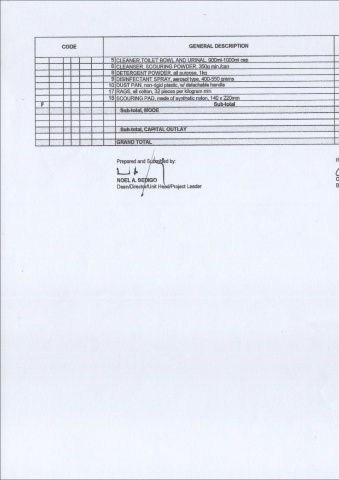 CODE GENERAL DESCRIPTION
5 CLEANER TOILET BOWL AND URINAL, 900ml-1000ml cap
6 CLEANSER, SCOURING POWDER, 350g min./can
8 DETERGENT POWDER, all purpose, 1kg
9 DISINFECTANT SPRAY, aerosol type, 400-550 grams
10 DUST PAN, non-rigid plastic, w/ detachable handle
17 RAGS, all cotton, 32 pieces per kilogram min
18 SCOURING PAD, made of synthetic nylon, 140 x 220mm
F Sub-total
Sub-total, MODE
Sub-total, CAPITAL OUTLAY
GRAND TOTAL
Prepared and Submitted by:
NOEL A. SEDIGO
Dean/Director/Unit Head/Project Leader